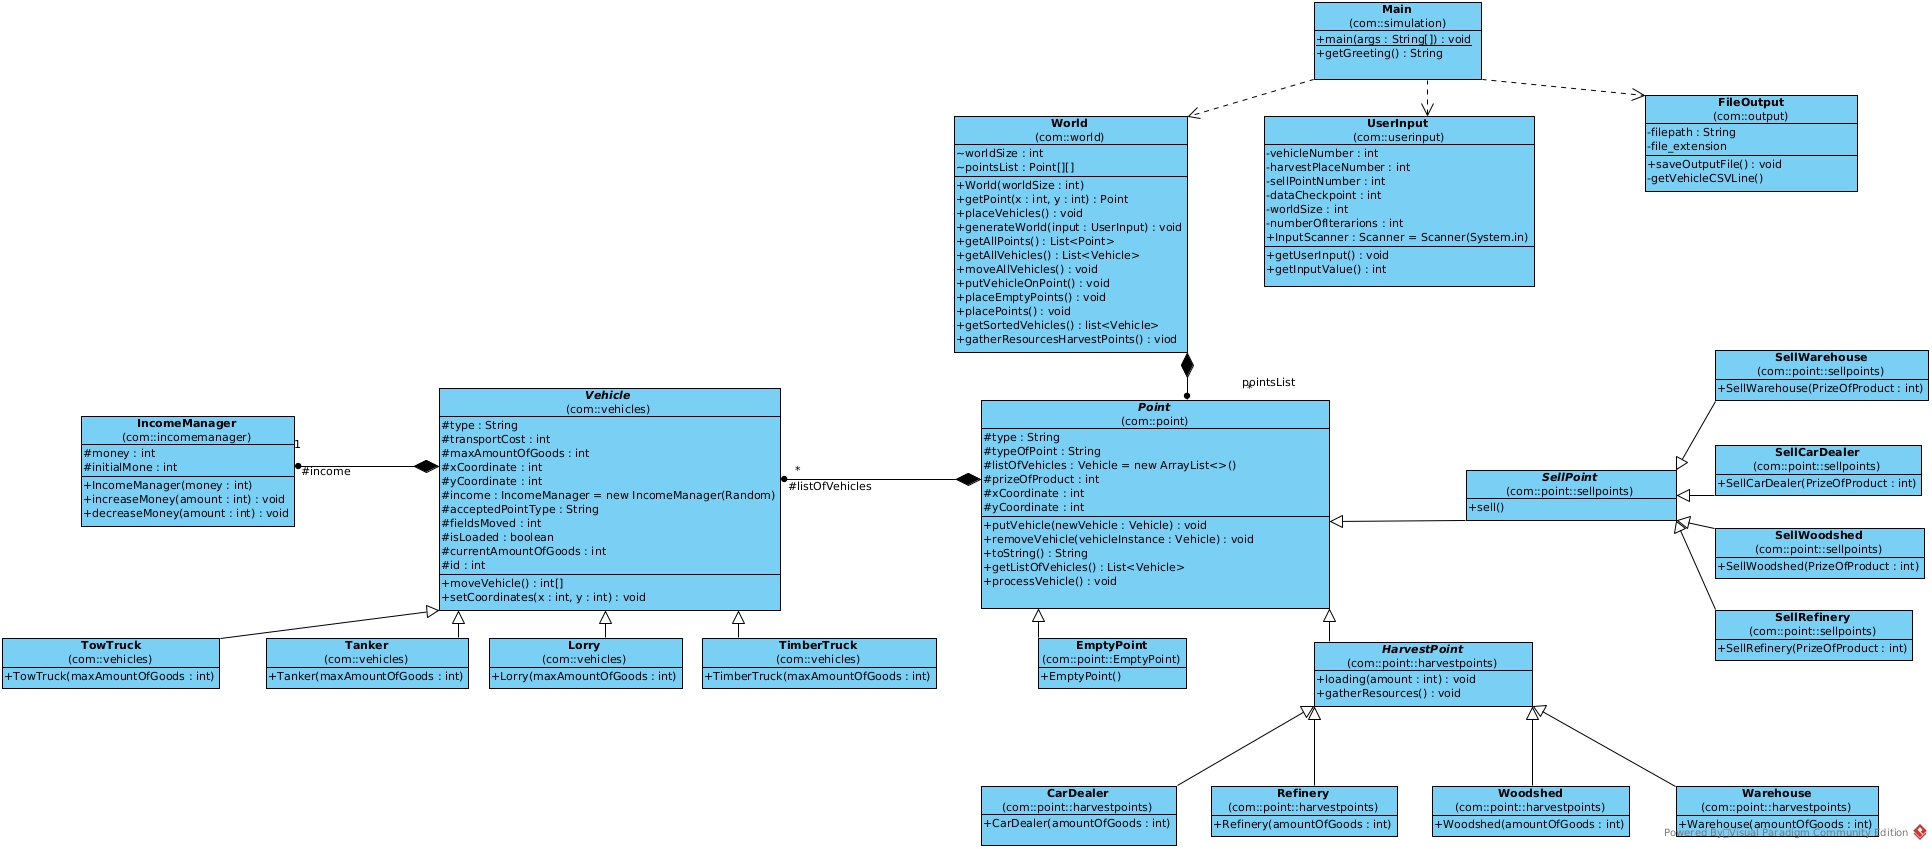 Main
(com::simulation)
+main(args : String[]) : void
+getGreeting() : String
World
(com::world)
~worldSize : int
~pointsList : Point[][]
+World(worldSize : int)
+getPoint(x : int, y : int) : Point
+placeVehicles() : void
+generateWorld(input : UserInput) : void
+getAllPoints() : List<Point>
+getAllVehicles() : List<Vehicle>
+moveAllVehicles() : void
+putVehicleOnPoint() : void
+placeEmptyPoints() : void
+placePoints() : void
+getSortedVehicles() : list<Vehicle>
+gatherResourcesHarvestPoints() : viod
UserInput
(com::userinput)
-vehicleNumber : int
-harvestPlaceNumber : int
-sellPointNumber : int
-dataCheckpoint : int
-worldSize : int
-numberOfIterarions : int
+InputScanner : Scanner = Scanner(System.in)
+getUserInput() : void
+getInputValue() : int
FileOutput
(com::output)
-filepath : String
-file_extension
+saveOutputFile() : void
-getVehicleCSVLine()
pointsList
*
IncomeManager
(com::incomemanager)
#money : int
#initialMone : int
+IncomeManager(money : int)
+increaseMoney(amount : int) : void
+decreaseMoney(amount : int) : void
1
#income
Vehicle
(com::vehicles)
#type : String
#transportCost : int
#maxAmountOfGoods : int
#xCoordinate : int
#yCoordinate : int
#income : IncomeManager = new IncomeManager(Random)
#acceptedPointType : String
#fieldsMoved : int
#isLoaded : boolean
#currentAmountOfGoods : int
#id : int
+moveVehicle() : int[]
+setCoordinates(x : int, y : int) : void
*
#listOfVehicles
Point
(com::point)
#type : String
#typeOfPoint : String
#listOfVehicles : Vehicle = new ArrayList<>()
#prizeOfProduct : int
#xCoordinate : int
#yCoordinate : int
+putVehicle(newVehicle : Vehicle) : void
+removeVehicle(vehicleInstance : Vehicle) : void
+toString() : String
+getListOfVehicles() : List<Vehicle>
+processVehicle() : void
SellPoint
(com::point::sellpoints)
+sell()
SellWarehouse
(com::point::sellpoints)
+SellWarehouse(PrizeOfProduct : int)
SellCarDealer
(com::point::sellpoints)
+SellCarDealer(PrizeOfProduct : int)
SellWoodshed
(com::point::sellpoints)
+SellWoodshed(PrizeOfProduct : int)
SellRefinery
(com::point::sellpoints)
+SellRefinery(PrizeOfProduct : int)
TowTruck
(com::vehicles)
+TowTruck(maxAmountOfGoods : int)
Tanker
(com::vehicles)
+Tanker(maxAmountOfGoods : int)
Lorry
(com::vehicles)
+Lorry(maxAmountOfGoods : int)
TimberTruck
(com::vehicles)
+TimberTruck(maxAmountOfGoods : int)
EmptyPoint
(com::point::EmptyPoint)
+EmptyPoint()
HarvestPoint
(com::point::harvestpoints)
+loading(amount : int) : void
+gatherResources() : void
CarDealer
(com::point::harvestpoints)
+CarDealer(amountOfGoods : int)
Refinery
(com::point::harvestpoints)
+Refinery(amountOfGoods : int)
Woodshed
(com::point::harvestpoints)
+Woodshed(amountOfGoods : int)
Warehouse
(com::point::harvestpoints)
+Warehouse(amountOfGoods : int)
Powered By Visual Paradigm Community Edition